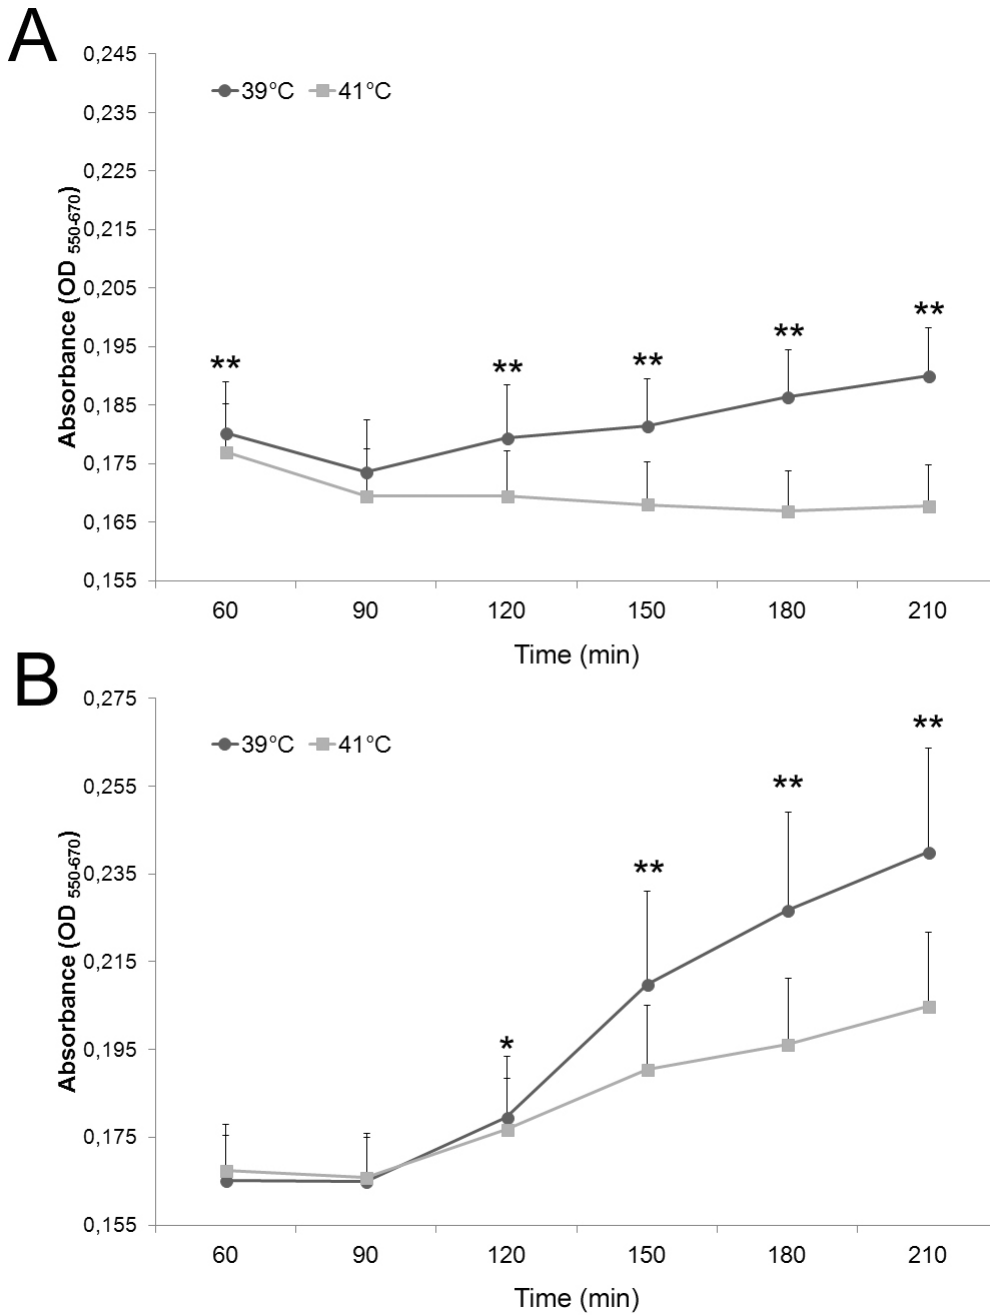 A
0,245
39°C 41°C
0,235
0,225
0,215
0,205
0,195
0,185
0,175
0,165
0,155
Absorbance (OD 550-670)
** ** ** ** **
60 90 120 150 180 210
Time (min)
B
0,275
39°C 41°C
0,255
0,235
0,215
0,195
0,175
0,155
Absorbance (OD 550-670)
* ** ** **
60 90 120 150 180 210
Time (min)